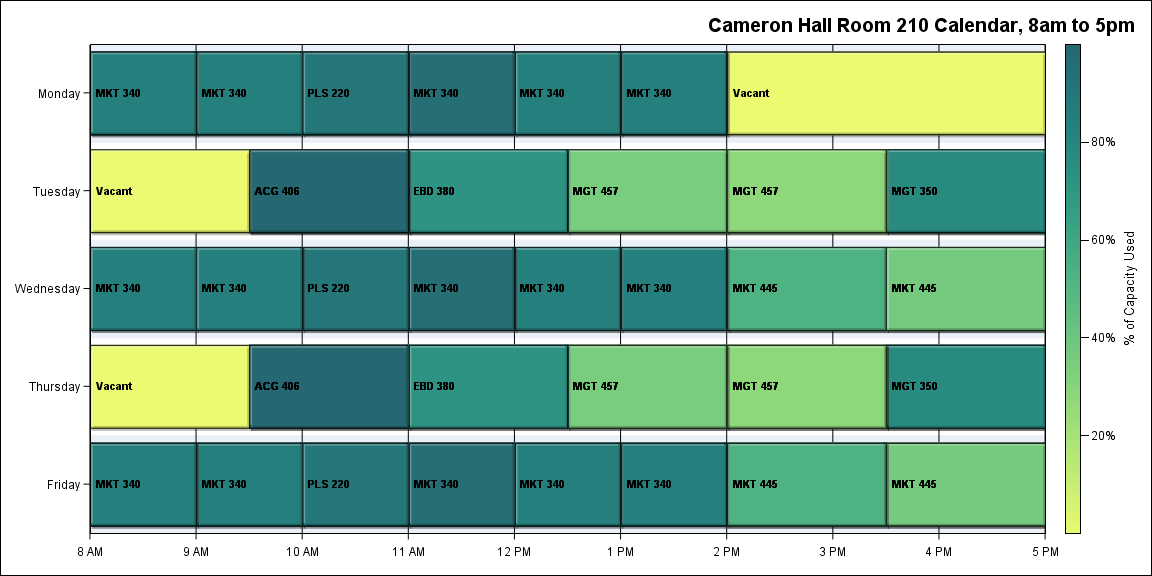 Cameron Hall Room 210 Calendar, 8am to 5pm
Monday
MKT 340
MKT 340
PLS 220
MKT 340
MKT 340
MKT 340
Vacant
Tuesday
Vacant
ACG 406
EBD 380
MGT 457
MGT 457
MGT 350
Wednesday
MKT 340
MKT 340
PLS 220
MKT 340
MKT 340
MKT 340
MKT 445
MKT 445
Thursday
Vacant
ACG 406
EBD 380
MGT 457
MGT 457
MGT 350
Friday
MKT 340
MKT 340
PLS 220
MKT 340
MKT 340
MKT 340
MKT 445
MKT 445
8 AM
9 AM
10 AM
11 AM
12 PM
1 PM
2 PM
3 PM
4 PM
5 PM
80%
60%
40%
20%
% of Capacity Used